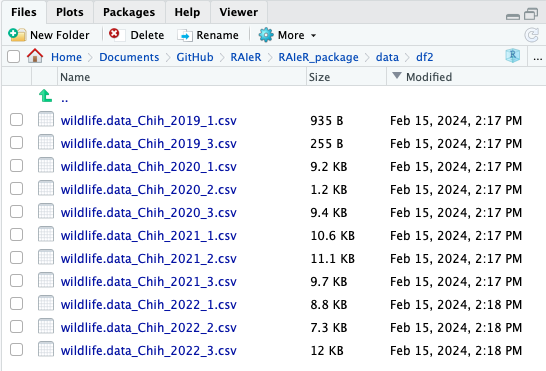 Files Plots Packages Help Viewer
New Folder Delete Rename More
Home Documents GitHub RAIeR RAIeR_package data df2 R ...
Name Size Modified
..
wildlife.data_Chih_2019_1.csv 935 B Feb 15, 2024, 2:17 PM
wildlife.data_Chih_2019_3.csv 255 B Feb 15, 2024, 2:17 PM
wildlife.data_Chih_2020_1.csv 9.2 KB Feb 15, 2024, 2:17 PM
wildlife.data_Chih_2020_2.csv 1.2 KB Feb 15, 2024, 2:17 PM
wildlife.data_Chih_2020_3.csv 9.4 KB Feb 15, 2024, 2:17 PM
wildlife.data_Chih_2021_1.csv 10.6 KB Feb 15, 2024, 2:17 PM
wildlife.data_Chih_2021_2.csv 11.1 KB Feb 15, 2024, 2:17 PM
wildlife.data_Chih_2021_3.csv 9.7 KB Feb 15, 2024, 2:17 PM
wildlife.data_Chih_2022_1.csv 8.8 KB Feb 15, 2024, 2:18 PM
wildlife.data_Chih_2022_2.csv 7.3 KB Feb 15, 2024, 2:18 PM
wildlife.data_Chih_2022_3.csv 12 KB Feb 15, 2024, 2:18 PM